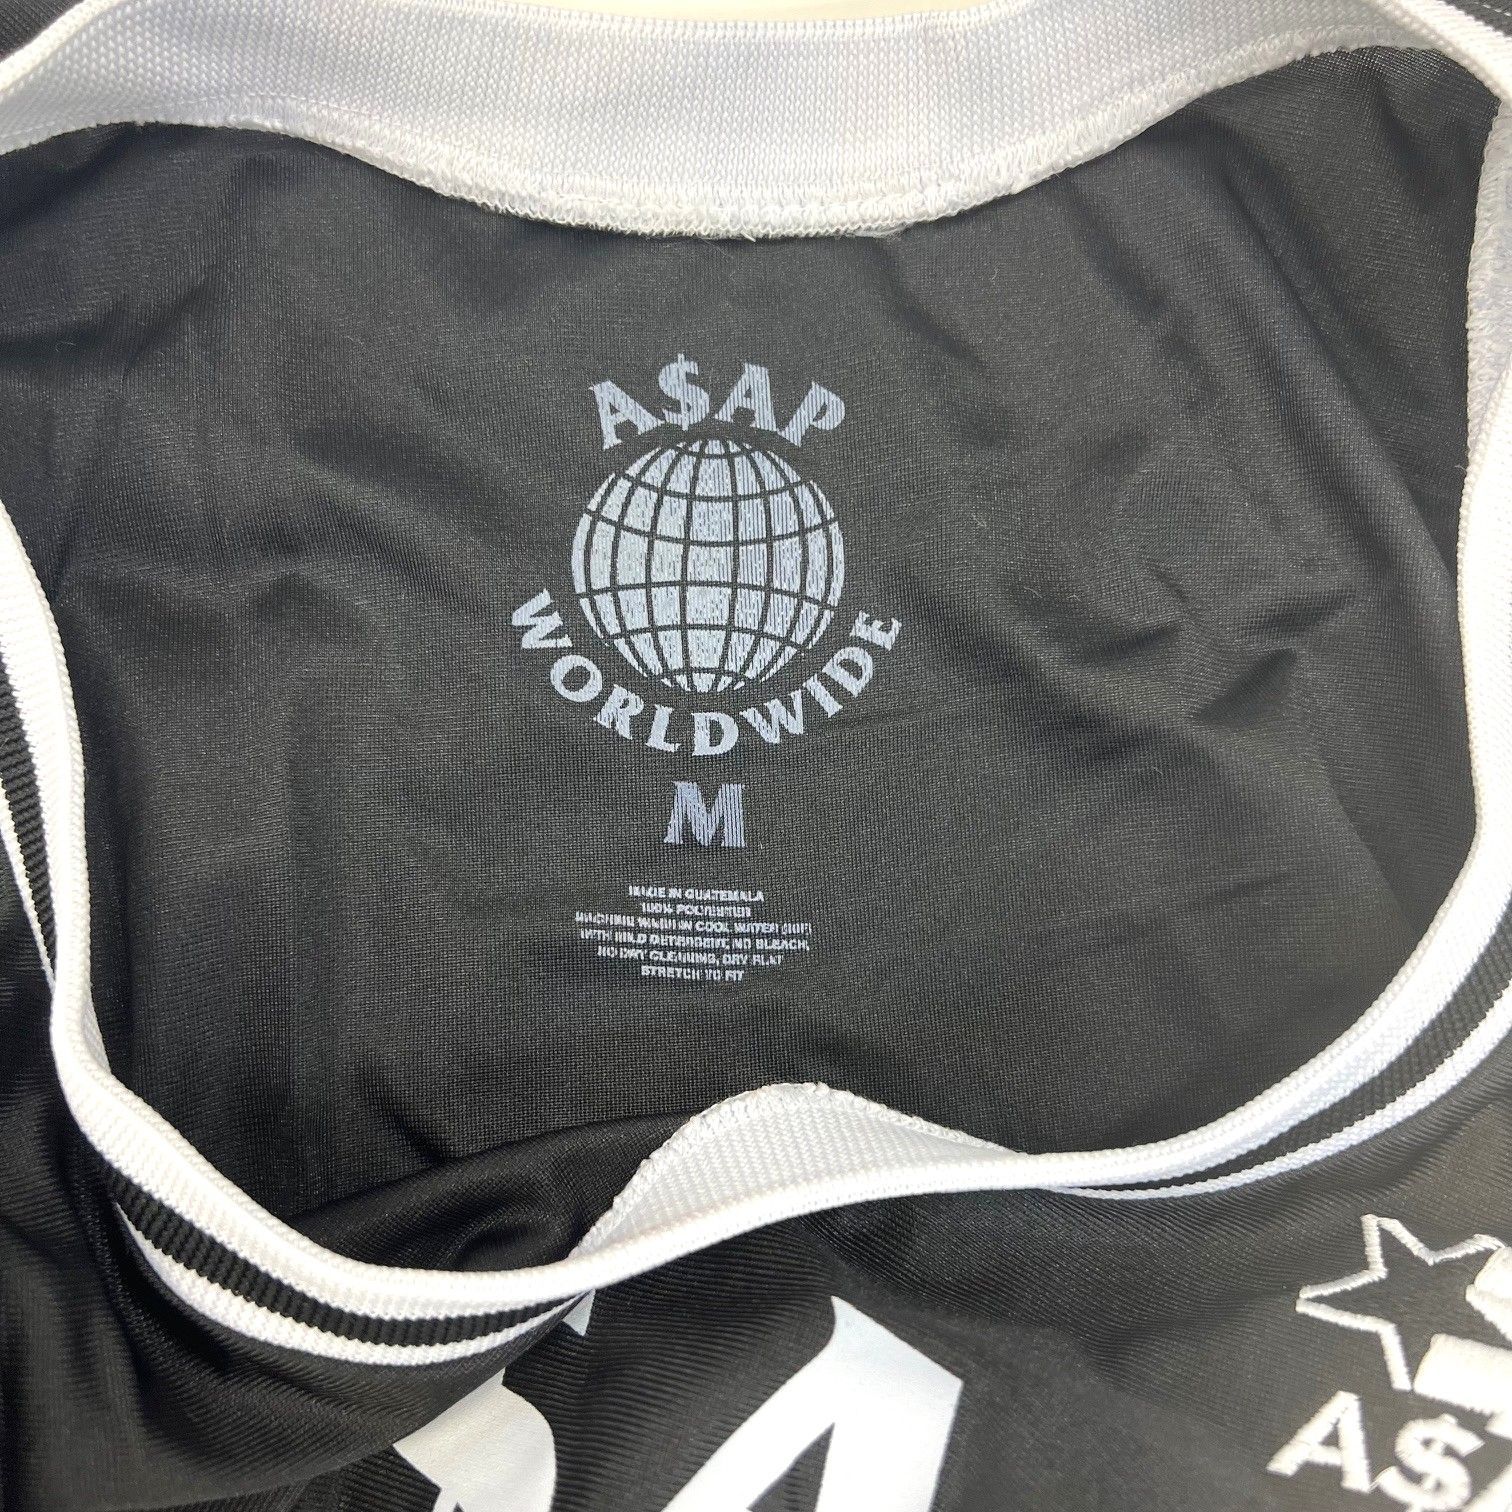 A$AP
WORLDWIDE
M
MADE IN GUATEMALA
100% POLYESTER
MACHINE WASH IN COOL WATER
WITH MILD DETERGENT, NO BLEACH,
NO DRY CLEANING, DRY FLAT
STRETCH TO FIT
A$